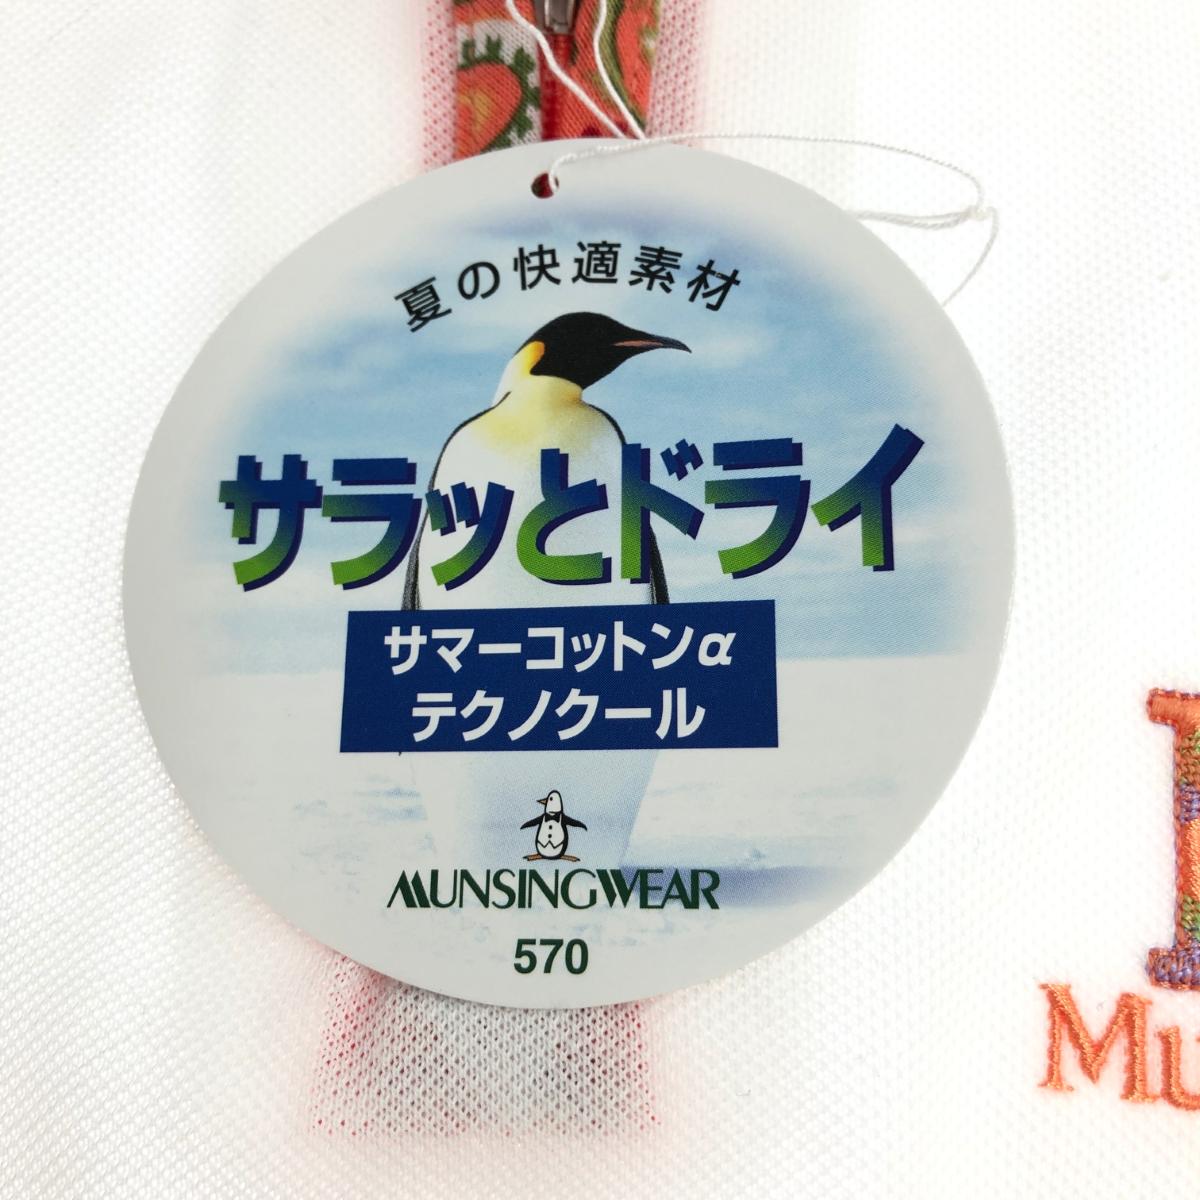 夏の快適素材
サラッとドライ
サマーコットンα
テクノクール
MUNSINGWEAR
570
Mu